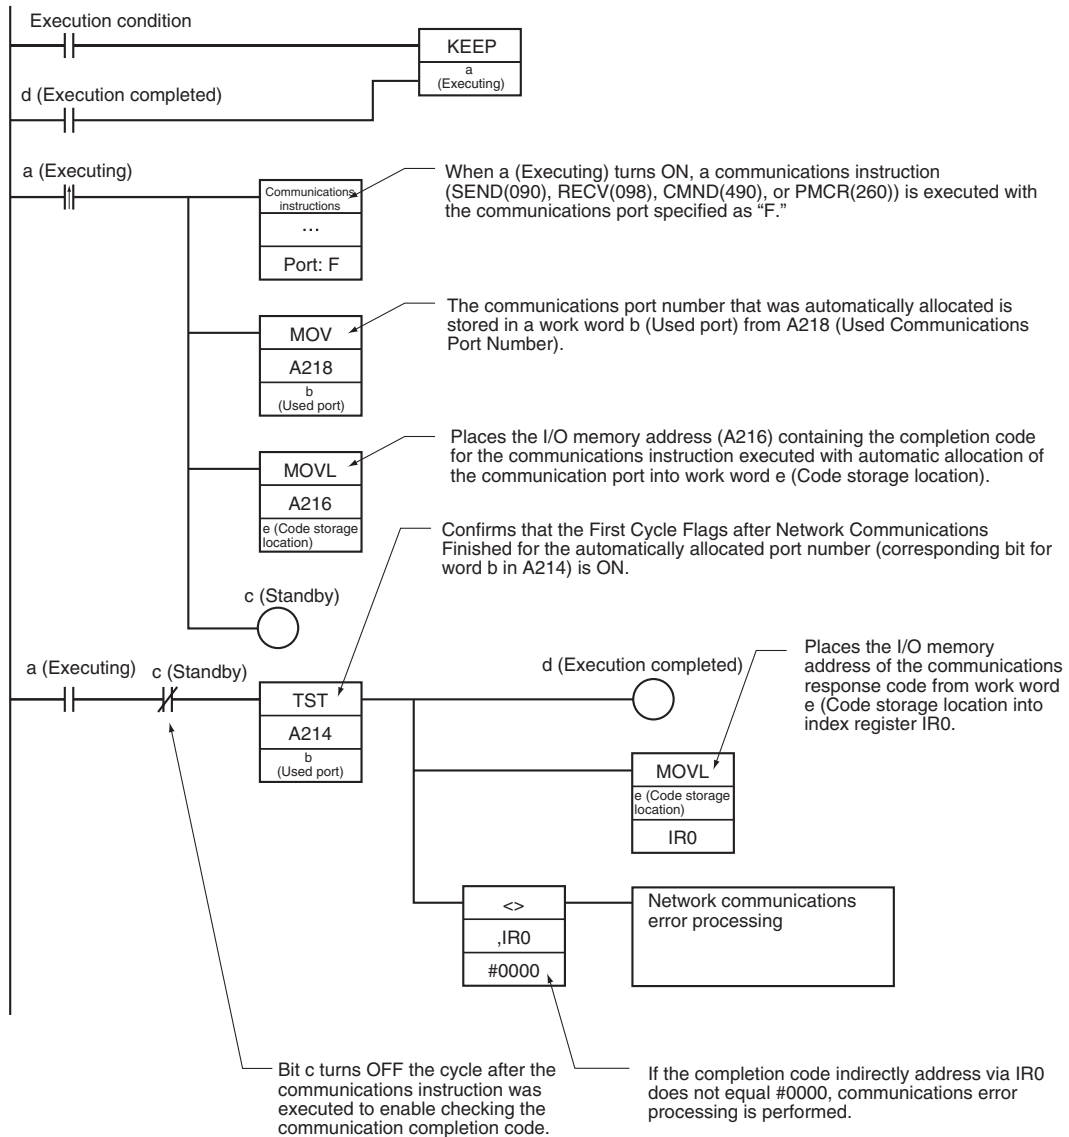 Execution condition
KEEP
a
(Executing)
d (Execution completed)
a (Executing)
Communications
instructions
...
Port: F
When a (Executing) turns ON, a communications instruction
(SEND(090), RECV(098), CMND(490), or PMCR(260)) is executed with
the communications port specified as “F.”
MOV
A218
b
(Used port)
The communications port number that was automatically allocated is
stored in a work word b (Used port) from A218 (Used Communications
Port Number).
MOVL
A216
e (Code storage
location)
Places the I/O memory address (A216) containing the completion code
for the communications instruction executed with automatic allocation of
the communication port into work word e (Code storage location).
Confirms that the First Cycle Flags after Network Communications
Finished for the automatically allocated port number (corresponding bit for
word b in A214) is ON.
c (Standby)
a (Executing)
c (Standby)
TST
A214
b
(Used port)
d (Execution completed)
Places the I/O memory
address of the communications
response code from work word
e (Code storage location into
index register IR0.
MOVL
e (Code storage
location)
IR0
<>
,IR0
#0000
Network communications
error processing
Bit c turns OFF the cycle after the
communications instruction was
executed to enable checking the
communication completion code.
If the completion code indirectly address via IR0
does not equal #0000, communications error
processing is performed.